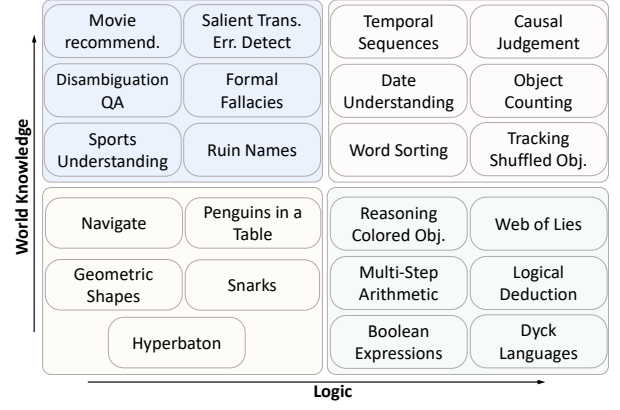 Movie
recommend.
Salient Trans.
Err. Detect
Temporal
Sequences
Causal
Judgement
Disambiguation
QA
Formal
Fallacies
Date
Understanding
Object
Counting
Sports
Understanding
Ruin Names
Word Sorting
Tracking
Shuffled Obj.
World Knowledge
Navigate
Penguins in a
Table
Reasoning
Colored Obj.
Web of Lies
Geometric
Shapes
Snarks
Multi-Step
Arithmetic
Logical
Deduction
Hyperbaton
Boolean
Expressions
Dyck
Languages
Logic